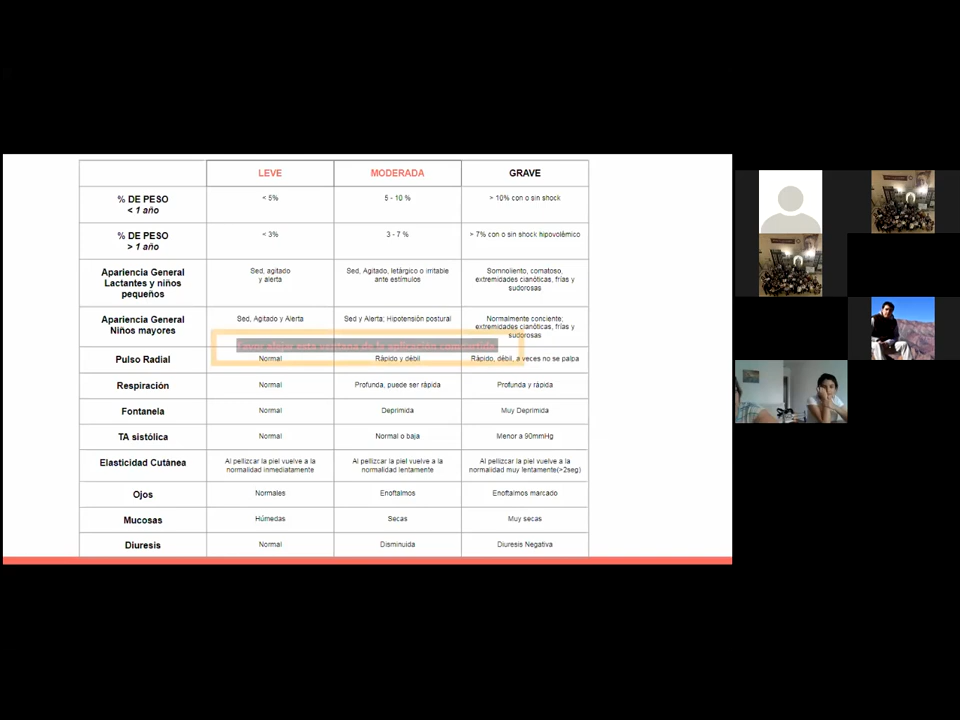 LEVE MODERADA GRAVE
% DE PESO < 5% 5 - 10 % > 10% con o sin shock
< 1 año
% DE PESO < 3% 3 - 7 % > 7% con o sin shock hipovolémico
> 1 año
Apariencia General Sed, agitado Sed, Agitado, letárgico o irritable Somnoliento, comatoso,
Lactantes y niños y alerta ante estímulos extremidades cianóticas, frías y
pequeños sudorosas
Apariencia General Sed, Agitado y Alerta Sed y Alerta; Hipotensión postural Normalmente conciente;
Niños mayores extremidades cianóticas, frías y
sudorosas
Pulso Radial Normal Rápido y débil Rápido, débil, a veces no se palpa
Respiración Normal Profunda, puede ser rápida Profunda y rápida
Fontanela Normal Deprimida Muy Deprimida
TA sistólica Normal Normal o baja Menor a 90mmHg
Elasticidad Cutánea Al pellizcar la piel vuelve a la Al pellizcar la piel vuelve a la Al pellizcar la piel vuelve a la
normalidad inmediatamente normalidad lentamente normalidad muy lentamente(>2seg)
Ojos Normales Enoftalmos Enoftalmos marcado
Mucosas Húmedas Secas Muy secas
Diuresis Normal Disminuida Diuresis Negativa